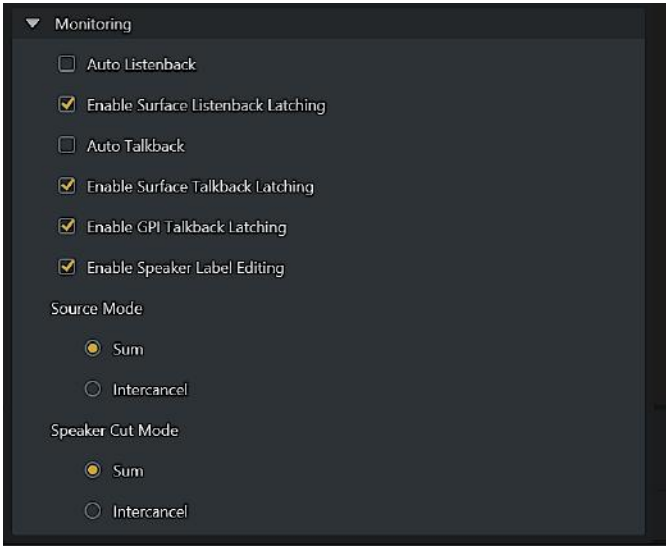 Monitoring
Auto Listenback
Enable Surface Listenback Latching
Auto Talkback
Enable Surface Talkback Latching
Enable GPI Talkback Latching
Enable Speaker Label Editing
Source Mode
Sum
Intercancel
Speaker Cut Mode
Sum
Intercancel